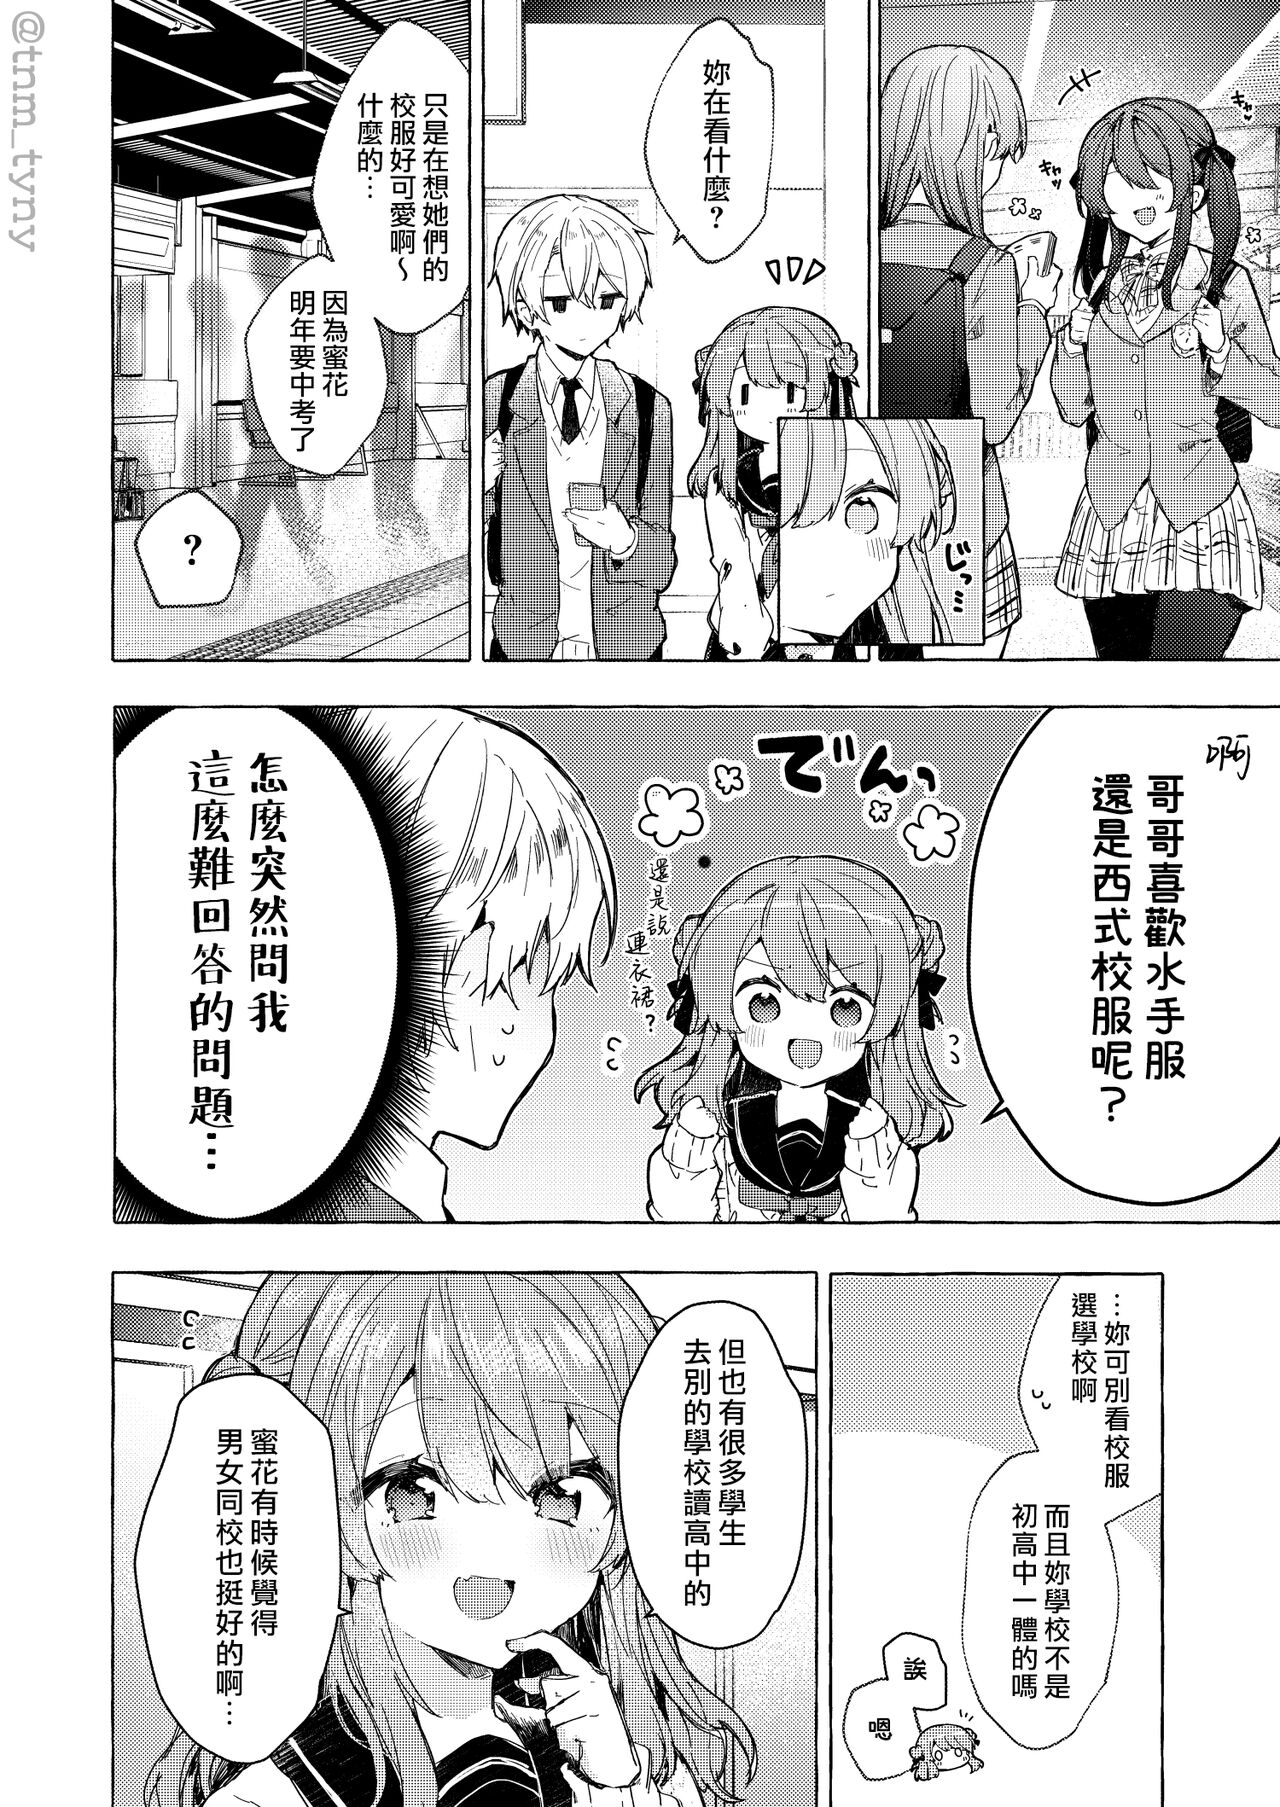 @tnm_tyny
キャッ
キャッ
じっ…
妳在看什麼？
只是在想她們的
校服好可愛啊～
什麼的…
因為蜜花
明年要中考了
？
啊
哥哥喜歡水手服
還是西式校服呢？
でんっ
還是說
連衣裙？
怎麼突然問我
這麼難回答的問題…
…妳可別看校服
選學校啊
而且妳學校不是
初高中一體的嗎
誒
嗯
但也有很多學生
去別的學校讀高中的
蜜花有時候覺得
男女同校也挺好的啊…